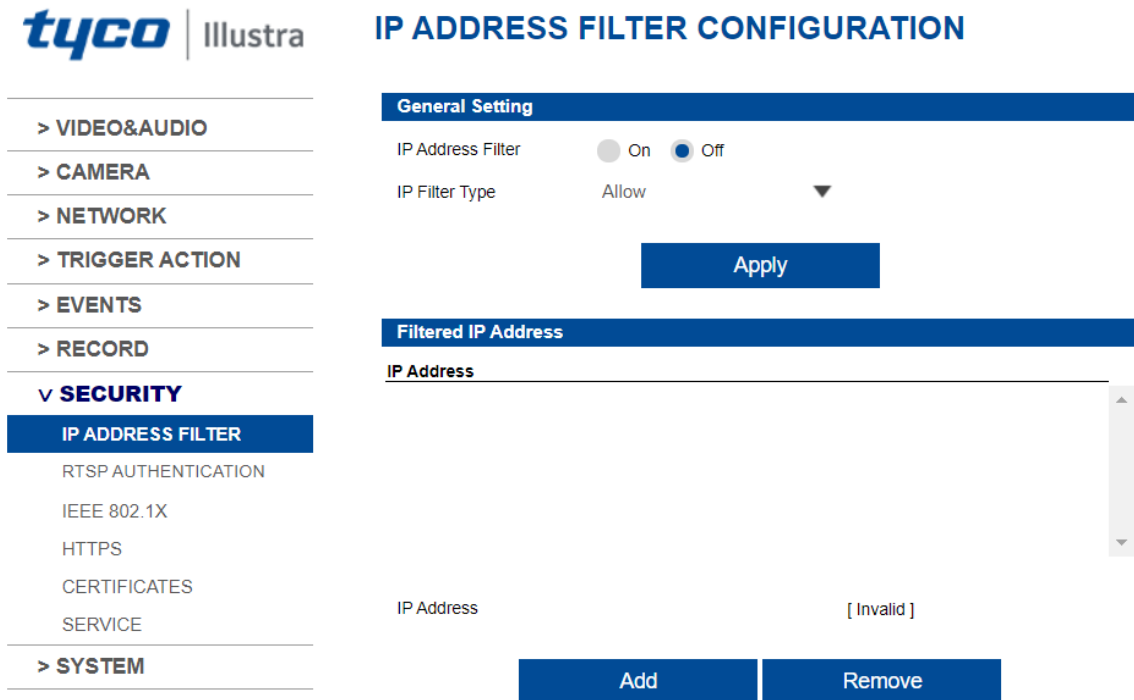 tyco | Illustra
IP ADDRESS FILTER CONFIGURATION
> VIDEO&AUDIO
> CAMERA
> NETWORK
> TRIGGER ACTION
> EVENTS
> RECORD
v SECURITY
IP ADDRESS FILTER
RTSP AUTHENTICATION
IEEE 802.1X
HTTPS
CERTIFICATES
SERVICE
> SYSTEM
General Setting
IP Address Filter On Off
IP Filter Type Allow
Apply
Filtered IP Address
IP Address
IP Address [ Invalid ]
Add Remove